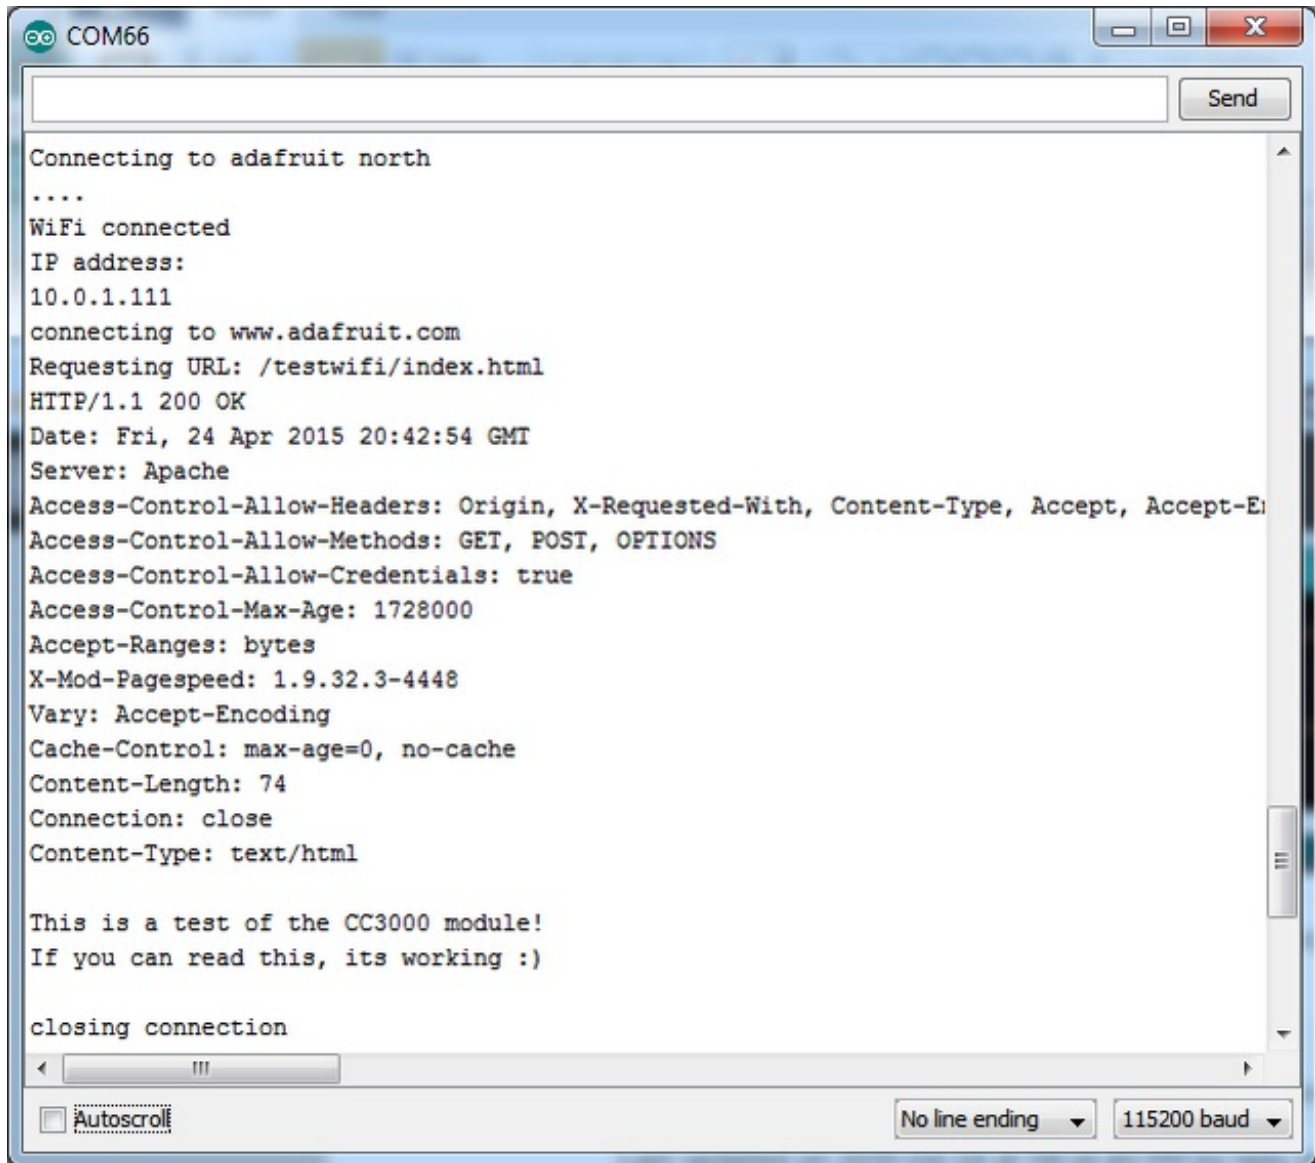 COM66
Send
Connecting to adafruit north
....
WiFi connected
IP address:
10.0.1.111
connecting to www.adafruit.com
Requesting URL: /testwifi/index.html
HTTP/1.1 200 OK
Date: Fri, 24 Apr 2015 20:42:54 GMT
Server: Apache
Access-Control-Allow-Headers: Origin, X-Requested-With, Content-Type, Accept,
Access-Control-Allow-Methods: GET, POST, OPTIONS
Access-Control-Allow-Credentials: true
Access-Control-Max-Age: 1728000
Accept-Ranges: bytes
X-Mod-Pagespeed: 1.9.32.3-4448
Vary: Accept-Encoding
Cache-Control: max-age=0, no-cache
Content-Length: 74
Connection: close
Content-Type: text/html
This is a test of the CC3000 module!
If you can read this, its working :)
closing connection
Autoscroll
No line ending
115200 baud